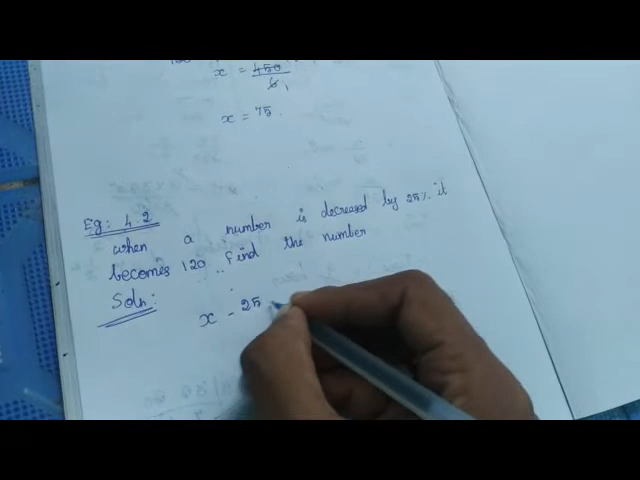 x = 450
6
x = 75.
Eg: 4.2
when a number is decreased by 25%. it
becomes 120 .. find the number
Soln:
x - 25